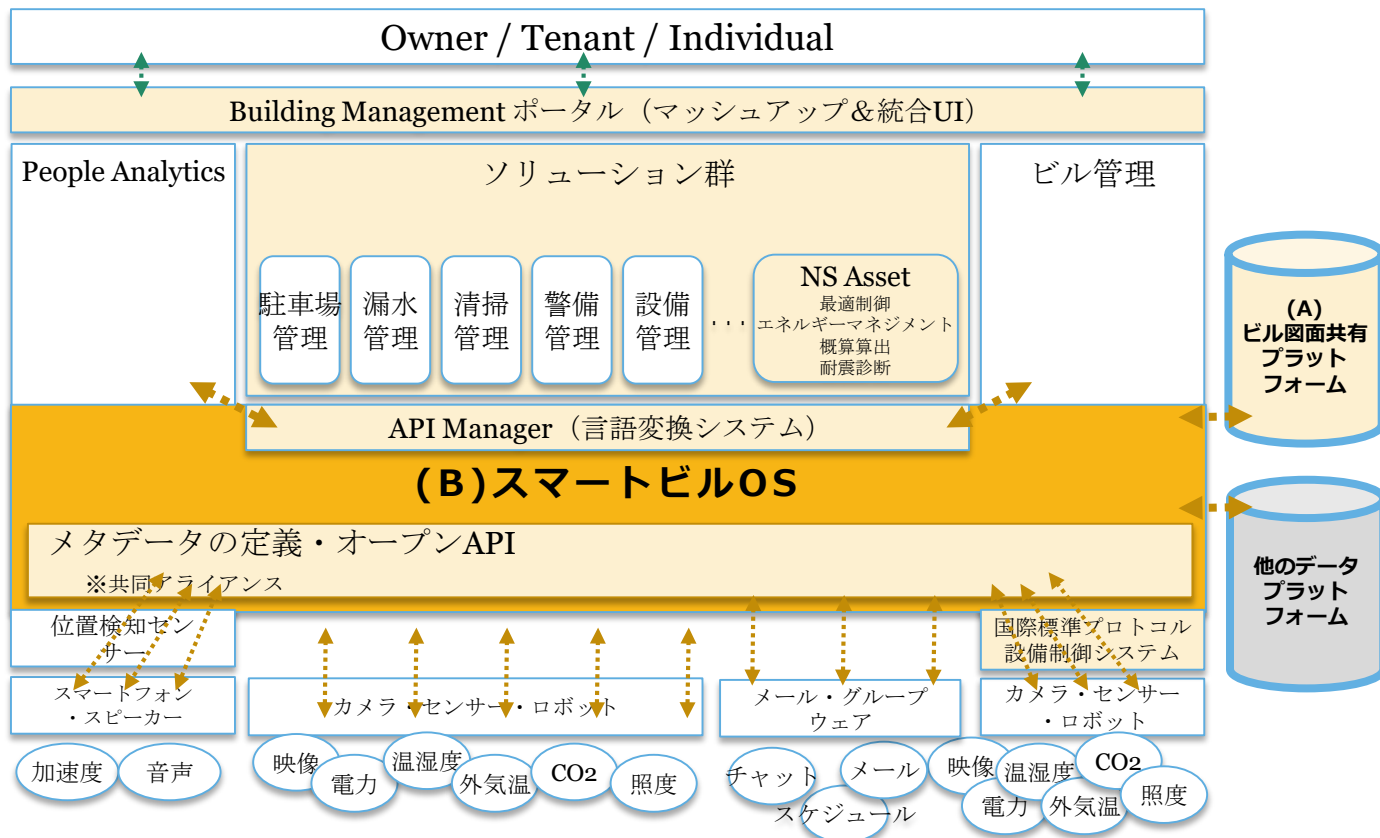 Owner / Tenant / Individual
Building Management ポータル（マッシュアップ＆統合UI）
People Analytics
ソリューション群
ビル管理
駐車場
管理
漏水
管理
清掃
管理
警備
管理
設備
管理
･･･
NS Asset
最適制御
エネルギーマネジメント
概算算出
耐震診断
(A)
ビル図面共有
プラット
フォーム
API Manager（言語変換システム）
(B)スマートビルOS
メタデータの定義・オープンAPI
※共同アライアンス
他のデータ
プラット
フォーム
位置検知セン
サー
国際標準プロトコル
設備制御システム
スマートフォン
・スピーカー
カメラ・センサー・ロボット
メール・グループ
ウェア
カメラ・センサー
・ロボット
加速度
音声
映像
電力
温湿度
外気温
CO2
照度
チャット
スケジュール
メール
映像
電力
温湿度
外気温
CO2
照度